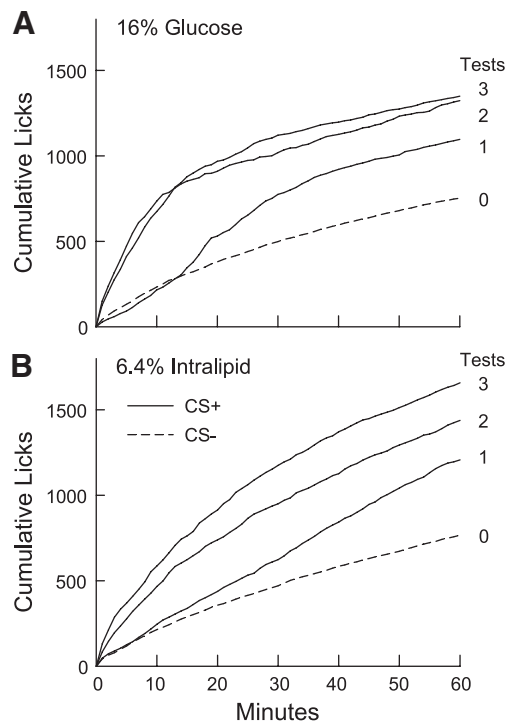 A
16% Glucose
Tests
3
2
1
0
1500
1000
500
0
Cumulative Licks
B
6.4% Intralipid
Tests
3
2
1
0
CS+
CS-
1500
1000
500
0
Cumulative Licks
0 10 20 30 40 50 60
Minutes